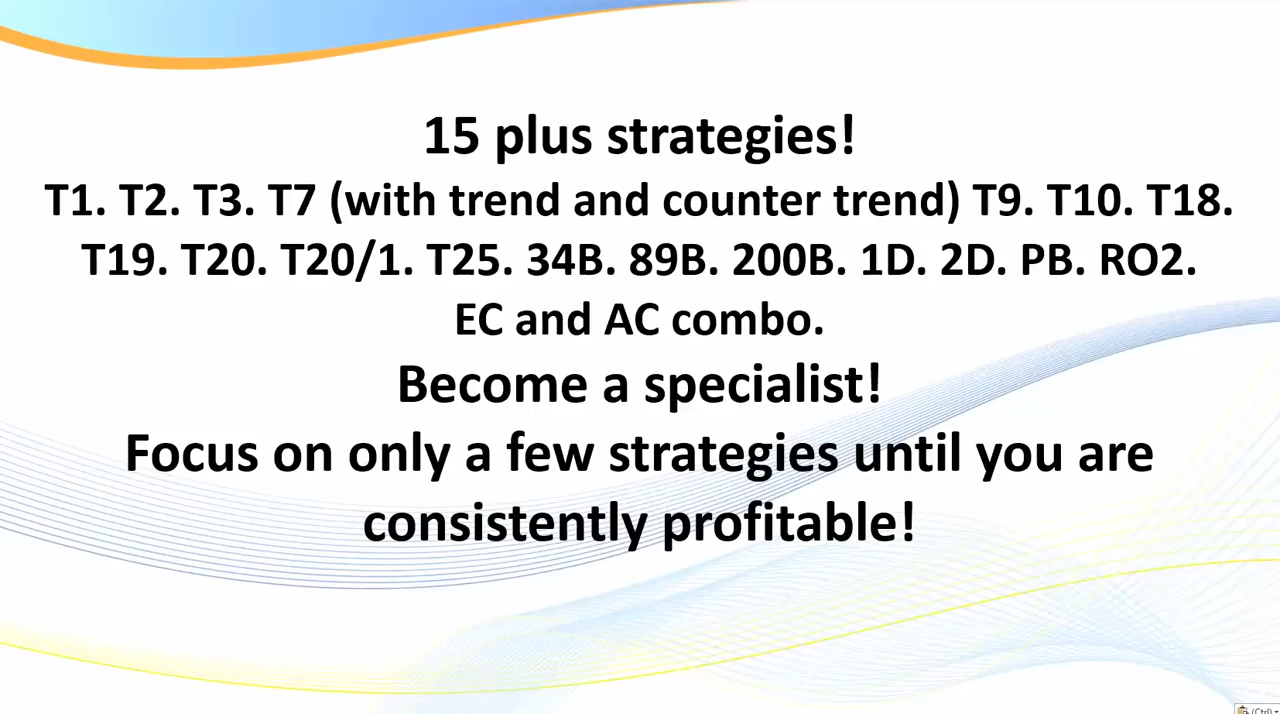 15 plus strategies!
T1. T2. T3. T7 (with trend and counter trend) T9. T10. T18.
T19. T20. T20/1. T25. 34B. 89B. 200B. 1D. 2D. PB. RO2.
EC and AC combo.
Become a specialist!
Focus on only a few strategies until you are
consistently profitable!
(Ctrl)